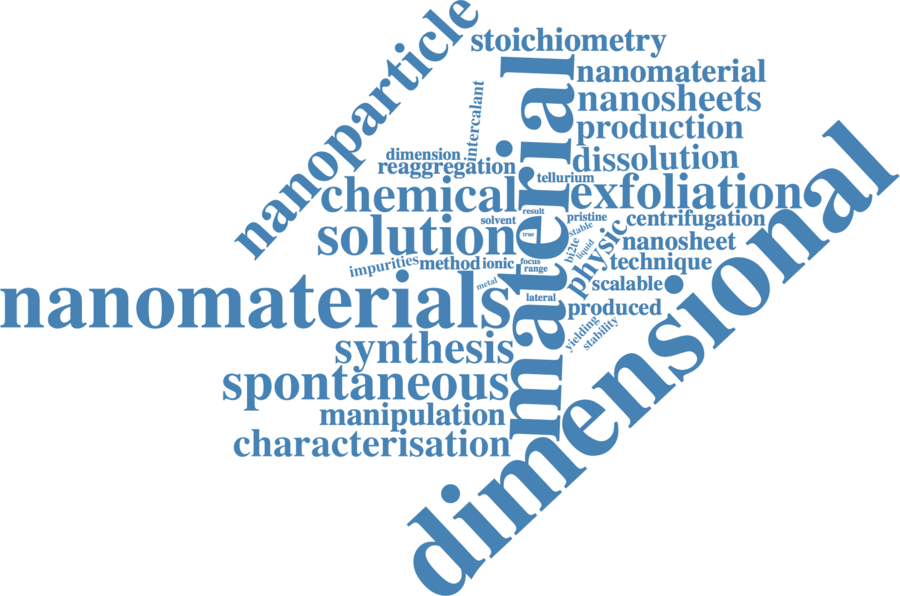 nanoparticle
stoichiometry
material
nanomaterial
nanosheets
intercalant
production
dimension
dissolution
reaggregation
tellurium
chemical
exfoliation
dimensional
result
solvent
pristine
centrifugation
solution
true
stable
physic
nanosheet
bi2te
liquid
impurities
method
ionic
focus
range
technique
metal
scalable
nanomaterials
lateral
produced
yielding
stability
synthesis
spontaneous
manipulation
characterisation